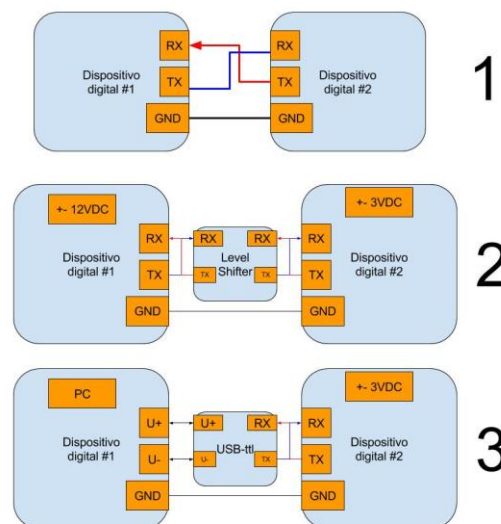 RX
RX
1
Dispositivo
digital #1
TX
TX
Dispositivo
digital #2
GND
GND
+- 12VDC
+- 3VDC
RX
RX
RX
RX
2
Dispositivo
digital #1
Level
Shifter
Dispositivo
digital #2
TX
TX
TX
TX
GND
GND
PC
+- 3VDC
U+
U+
RX
RX
3
Dispositivo
digital #1
USB-ttl
Dispositivo
digital #2
U-
U-
TX
TX
GND
GND